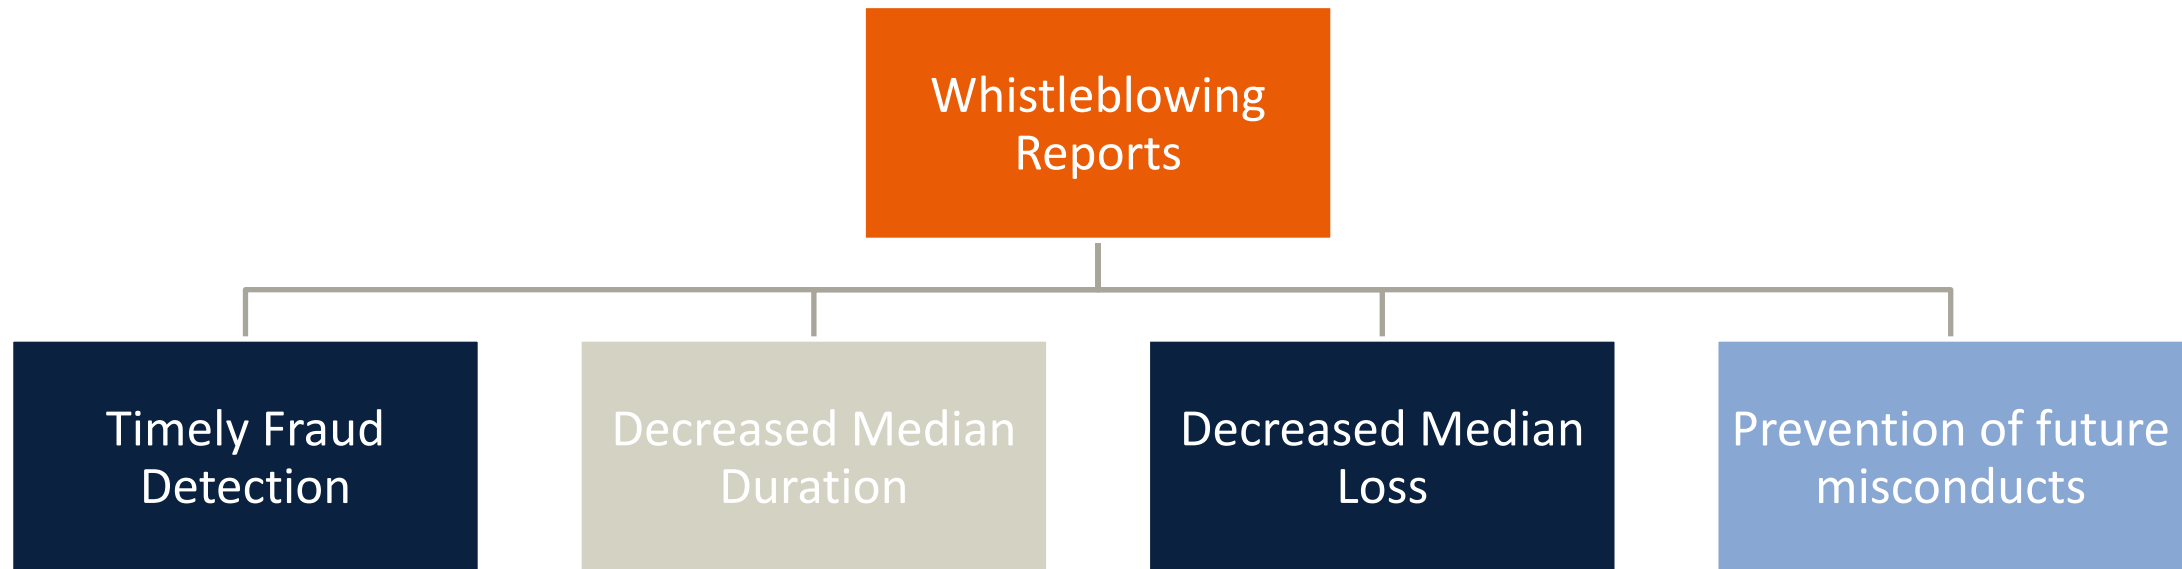 Whistleblowing
Reports
Timely Fraud
Detection
Decreased Median
Duration
Decreased Median
Loss
Prevention of future
misconducts